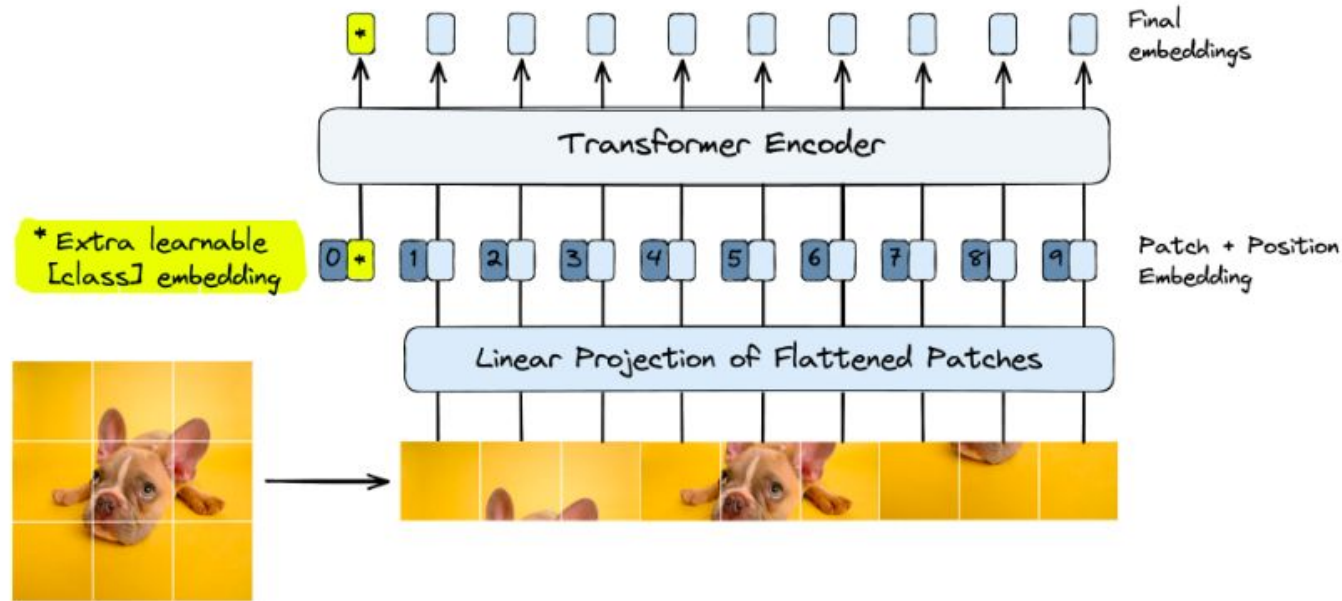 *
Final
embeddings
Transformer Encoder
* Extra learnable
[class] embedding
0 * 1 2 3 4 5 6 7 8 9
Patch + Position
Embedding
Linear Projection of Flattened Patches